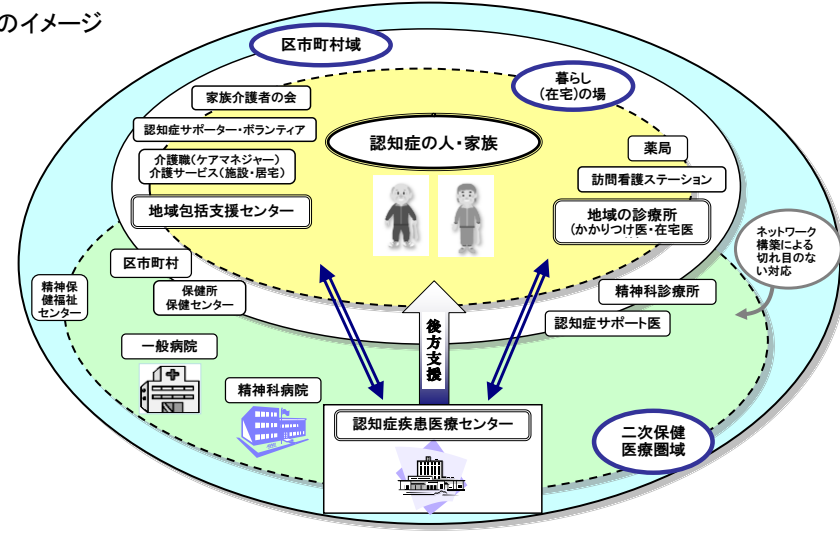 のイメージ
区市町村域
暮らし
(在宅)の場
家族介護者の会
認知症サポーター・ボランティア
介護職(ケアマネジャー)
介護サービス(施設・居宅)
地域包括支援センター
認知症の人・家族
薬局
訪問看護ステーション
地域の診療所
(かかりつけ医・在宅医
ネットワーク
構築による
切れ目のな
い対応
区市町村
保健所
保健センター
精神保
健福祉
センター
精神科診療所
認知症サポート医
一般病院
精神科病院
後方支援
認知症疾患医療センター
二次保健
医療圏域